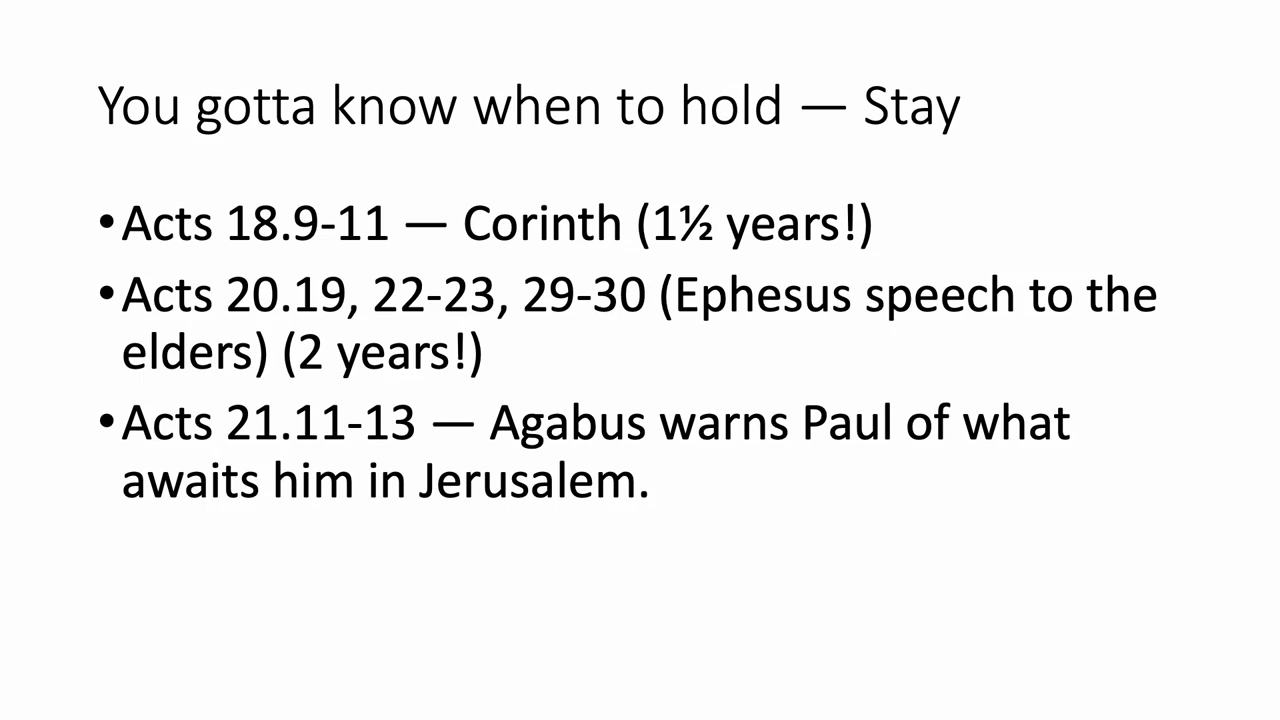 You gotta know when to hold — Stay
•Acts 18.9-11 — Corinth (1½ years!)
•Acts 20.19, 22-23, 29-30 (Ephesus speech to the
elders) (2 years!)
•Acts 21.11-13 — Agabus warns Paul of what
awaits him in Jerusalem.